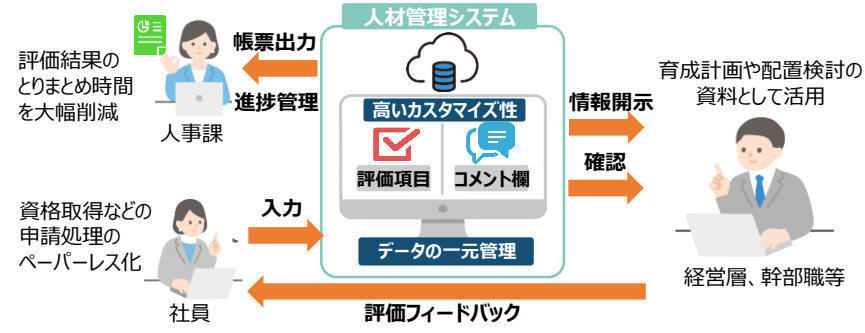 人材管理システム
評価結果の
とりまとめ時間
を大幅削減
人事課
帳票出力
進捗管理
高いカスタマイズ性
評価項目
コメント欄
データの一元管理
情報開示
確認
育成計画や配置検討の
資料として活用
経営層、幹部職等
資格取得などの
申請処理の
ペーパーレス化
社員
入力
評価フィードバック